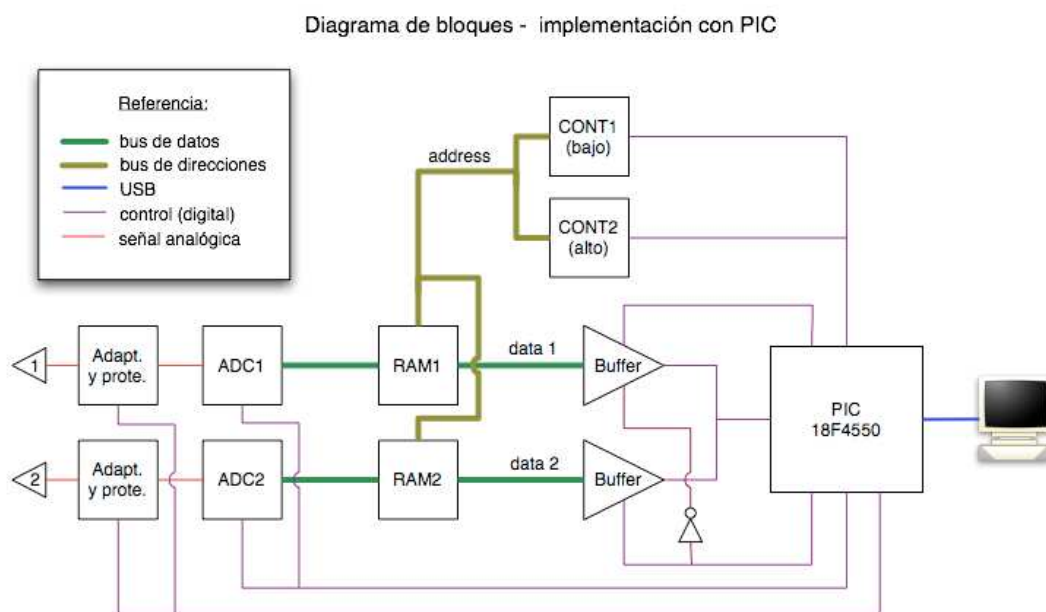 Diagrama de bloques - implementación con PIC
Referencia:
bus de datos
bus de direcciones
USB
control (digital)
señal analógica
address
CONT1
(bajo)
CONT2
(alto)
1
Adapt.
y prote.
ADC1
RAM1
data 1
Buffer
PIC
18F4550
2
Adapt.
y prote.
ADC2
RAM2
data 2
Buffer